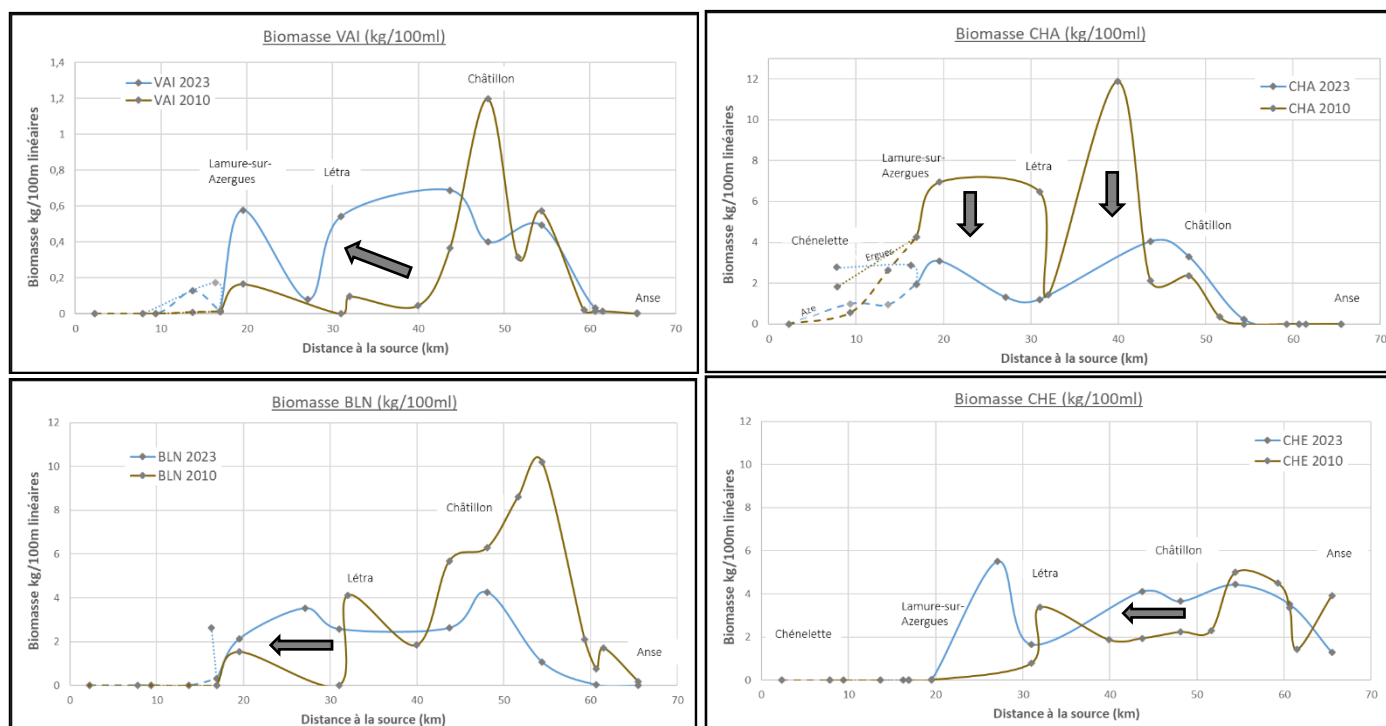 Biomasse VAI (kg/100ml)
Biomasse kg/100m linéaires
1,4
1,2
1
0,8
0,6
0,4
0,2
0
VAI 2023
VAI 2010
Châtillon
Lamure-sur-
Azergues
Létra
Anse
0 10 20 30 40 50 60 70
Distance à la source (km)
Biomasse CHA (kg/100ml)
Biomasse kg/100m linéaires
12
10
8
6
4
2
0
CHA 2023
CHA 2010
Lamure-sur-
Azergues
Létra
Châtillon
Chénelette
Ergues
Aze
Anse
0 10 20 30 40 50 60 70
Distance à la source (km)
Biomasse BLN (kg/100ml)
Biomasse kg/100m linéaires
12
10
8
6
4
2
0
BLN 2023
BLN 2010
Châtillon
Létra
Anse
0 10 20 30 40 50 60 70
Distance à la source (km)
Biomasse CHE (kg/100ml)
Biomasse kg/100m linéaires
12
10
8
6
4
2
0
CHE 2023
CHE 2010
Châtillon
Anse
Létra
Lamure-sur-
Azergues
Chénelette
0 10 20 30 40 50 60 70
Distance à la source (km)